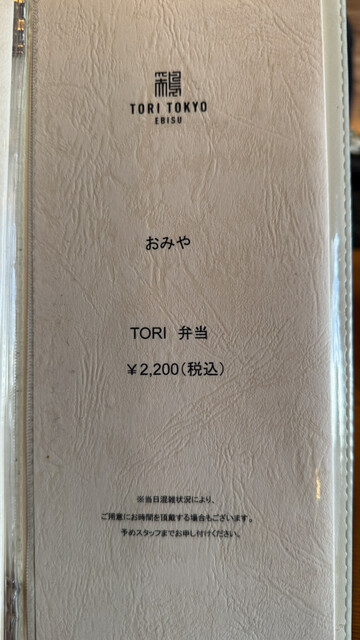 TORI TOKYO
EBISU
おみや
TORI 弁当
￥2,200(税込)
※当日混雑状況により、
ご用意にお時間を頂戴する場合もございます。
予めスタッフまでお申し付けください。